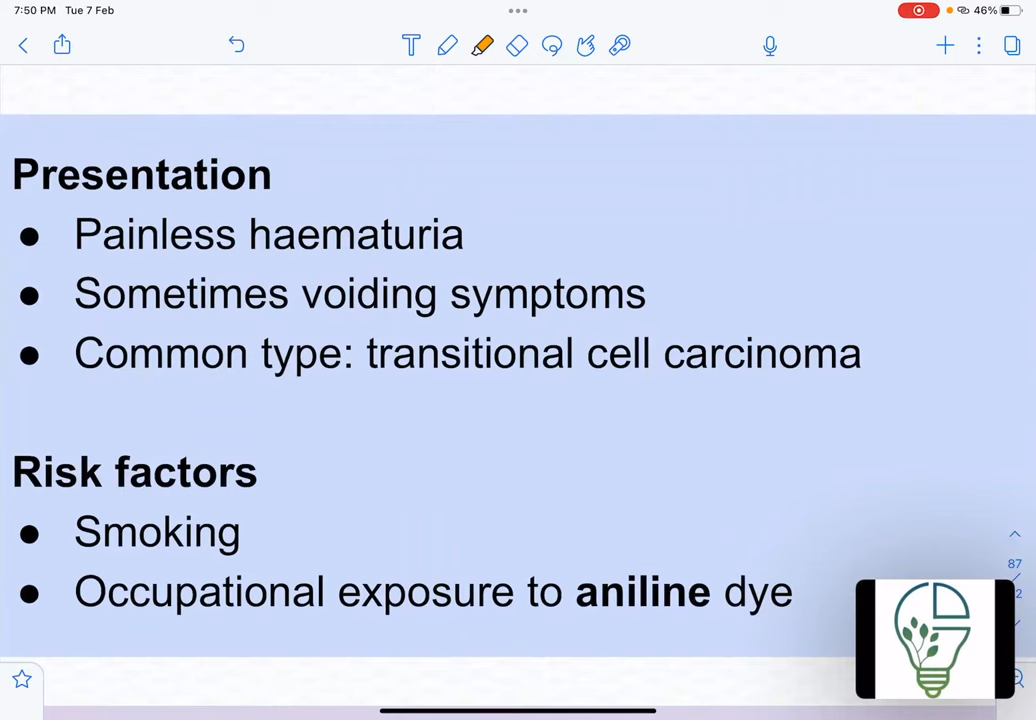 7:50 PM Tue 7 Feb
46%
Presentation
● Painless haematuria
● Sometimes voiding symptoms
● Common type: transitional cell carcinoma
Risk factors
● Smoking
● Occupational exposure to aniline dye
87